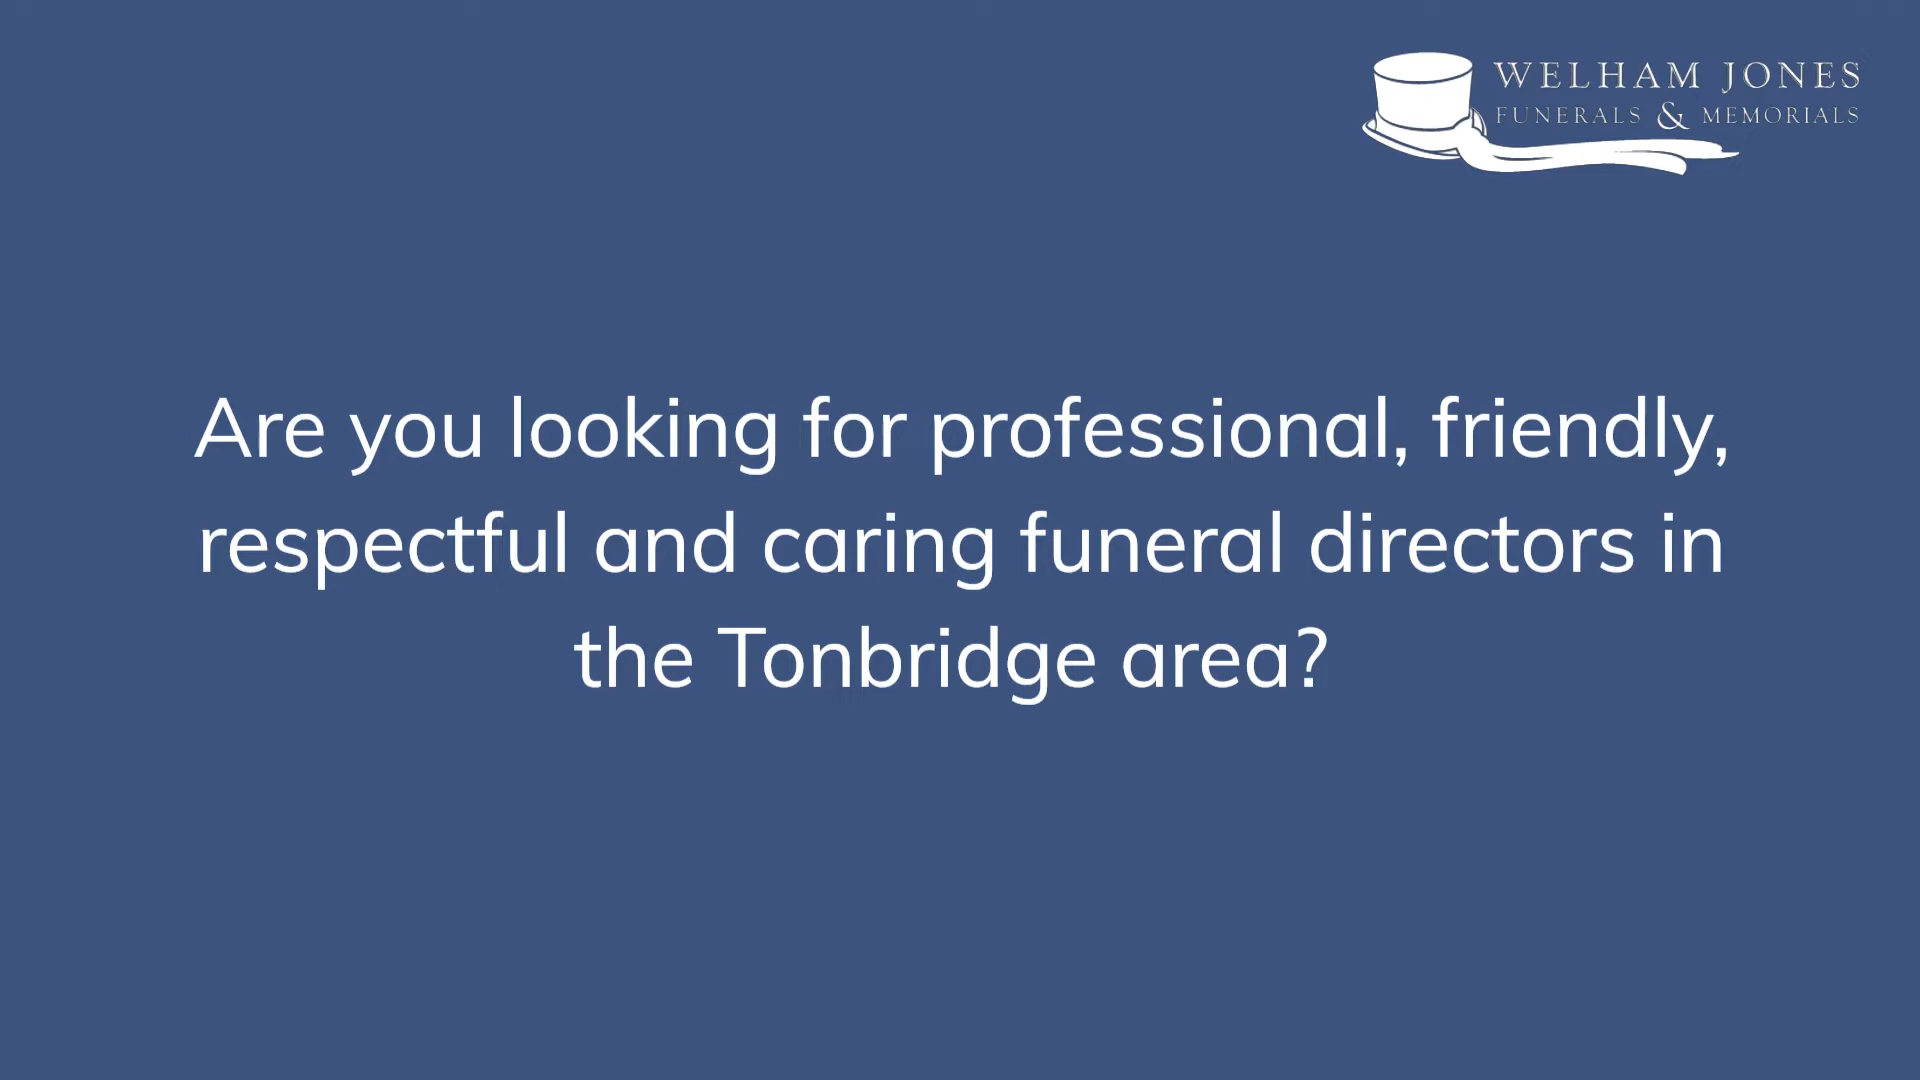 WELHAM JONES
FUNERALS & MEMORIALS
Are you looking for professional, friendly,
respectful and caring funeral directors in
the Tonbridge area?